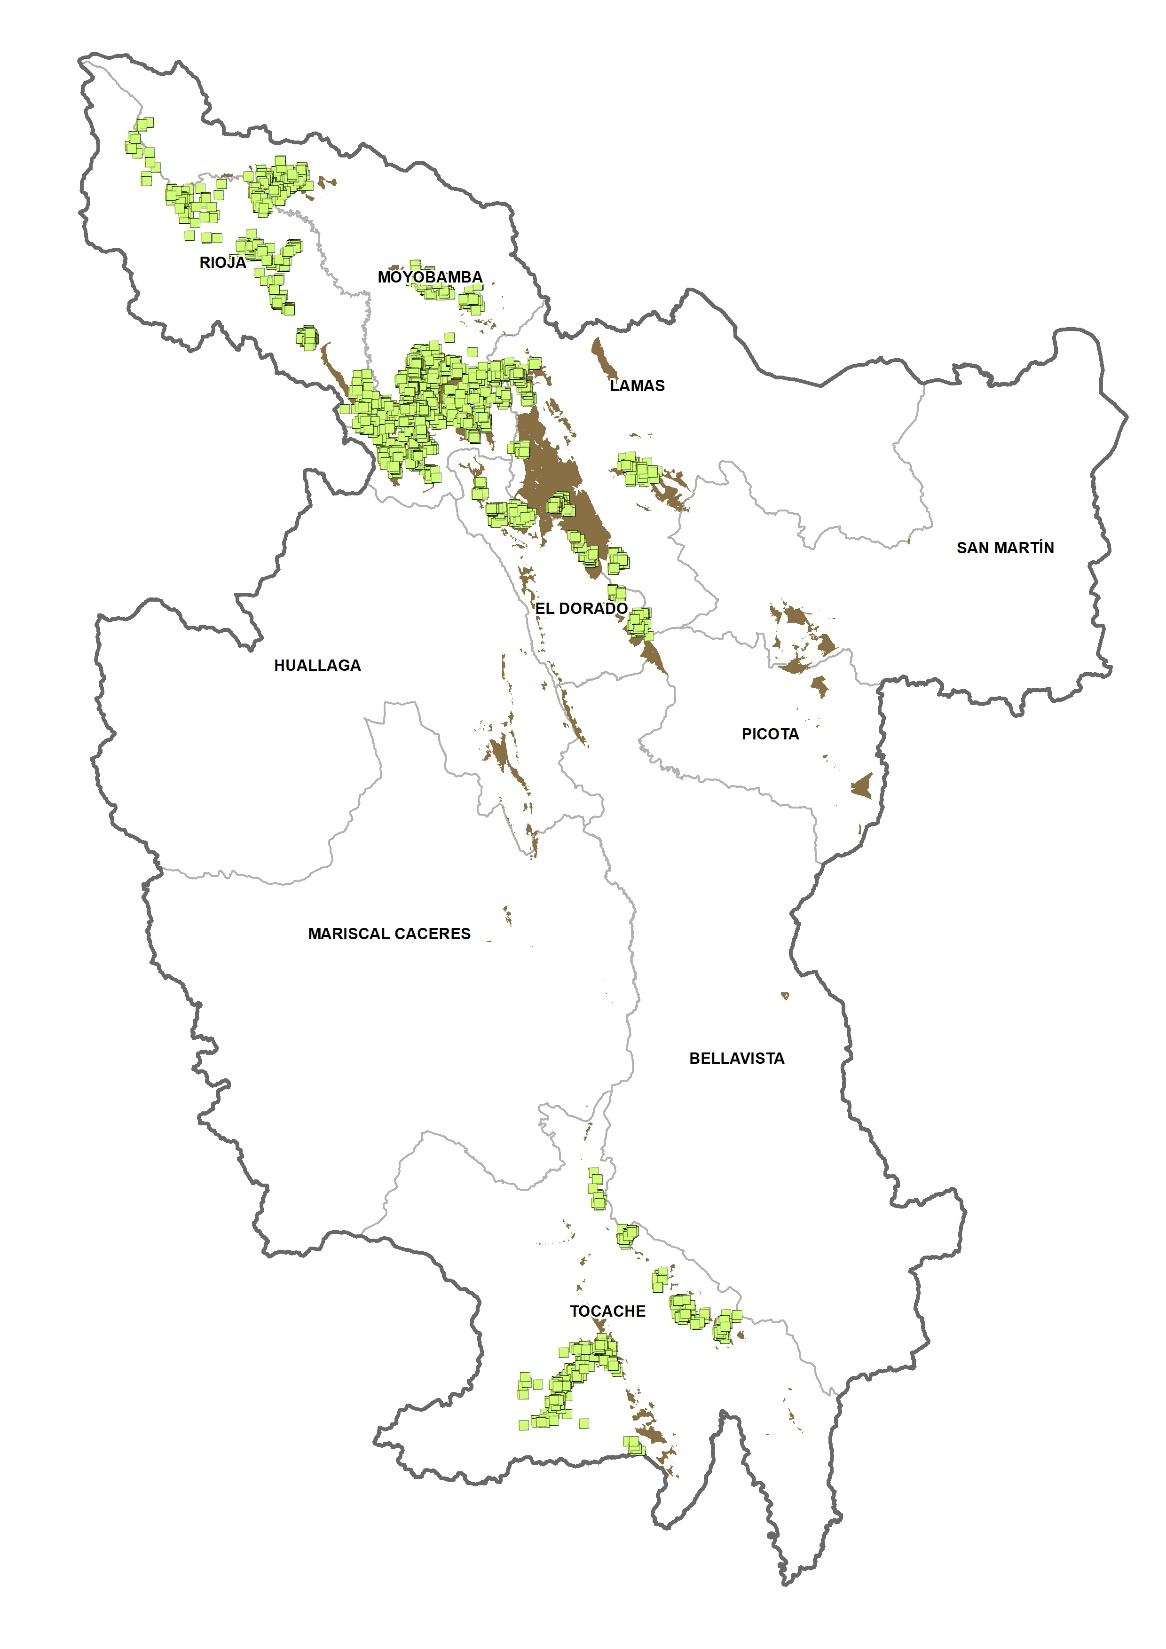 RIOJA
MOYOBAMBA
LAMAS
SAN MARTÍN
EL DORADO
HUALLAGA
PICOTA
MARISCAL CACERES
BELLAVISTA
TOCACHE